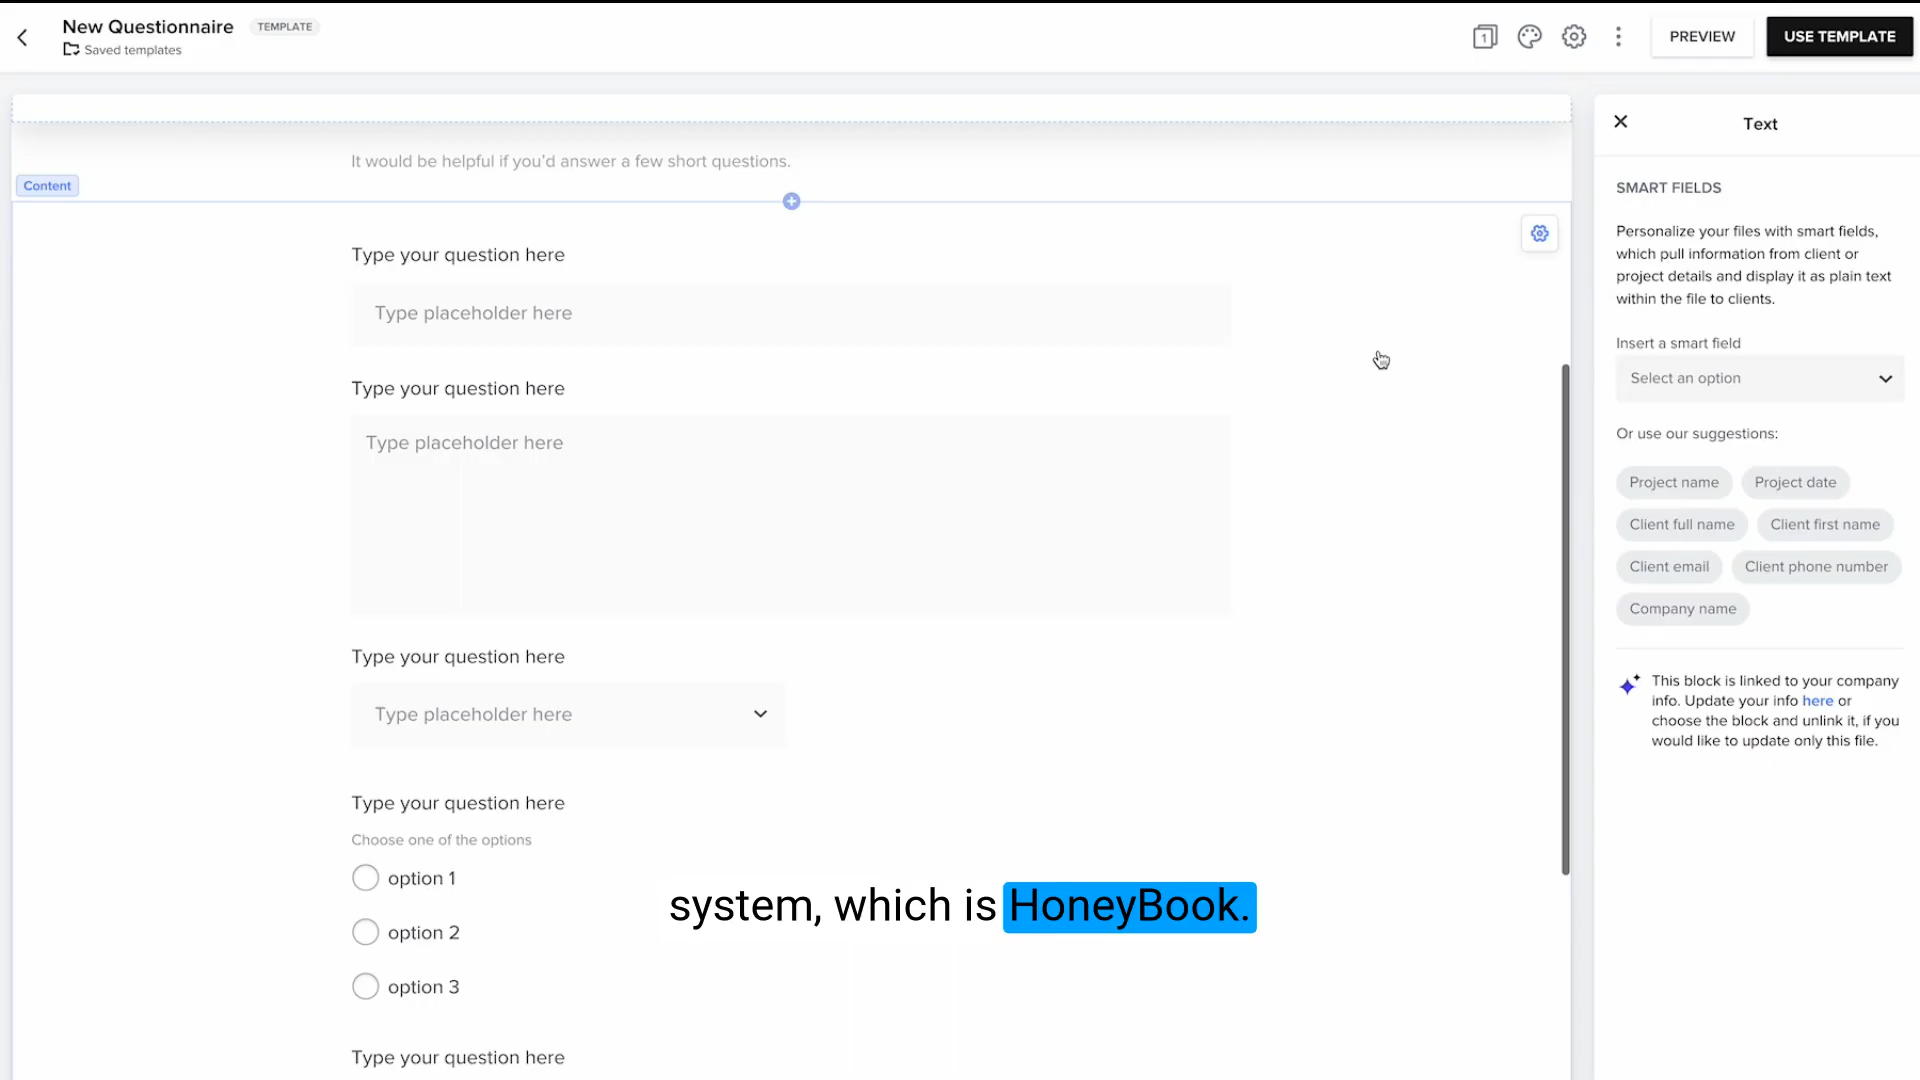 New Questionnaire TEMPLATE
Saved templates
1
PREVIEW
USE TEMPLATE
It would be helpful if you'd answer a few short questions.
Content
Type your question here
Type placeholder here
Type your question here
Type placeholder here
Type your question here
Type placeholder here
Type your question here
Choose one of the options
option 1
option 2
option 3
Type your question here
system, which is HoneyBook.
Text
SMART FIELDS
Personalize your files with smart fields,
which pull information from client or
project details and display it as plain text
within the file to clients.
Insert a smart field
Select an option
Or use our suggestions:
Project name Project date
Client full name Client first name
Client email Client phone number
Company name
This block is linked to your company
info. Update your info here or
choose the block and unlink it, if you
would like to update only this file.